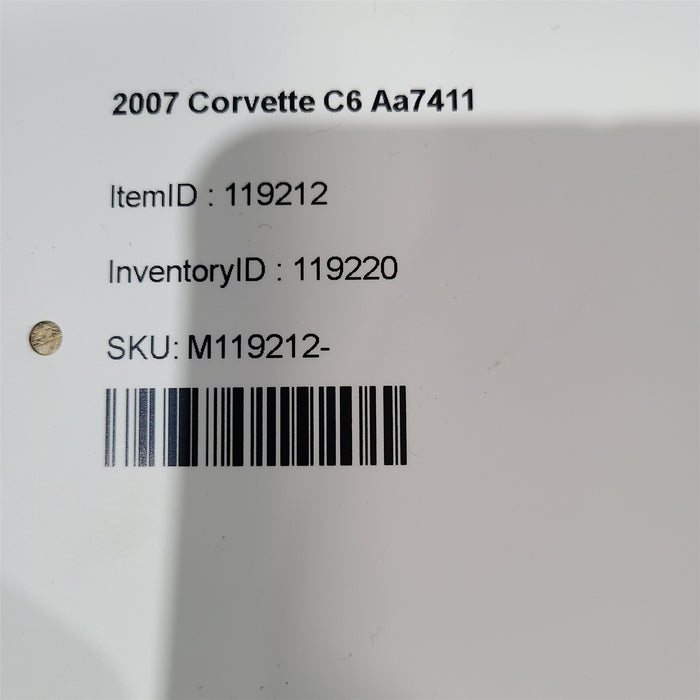 2007 Corvette C6 Aa7411
ItemID : 119212
InventoryID : 119220
SKU: M119212-